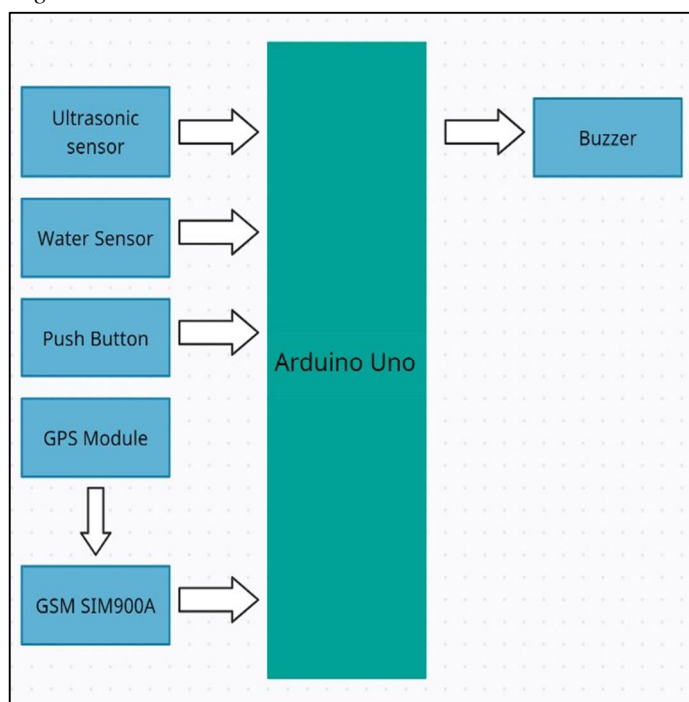 Ultrasonic
sensor
Buzzer
Water Sensor
Push Button
Arduino Uno
GPS Module
GSM SIM900A